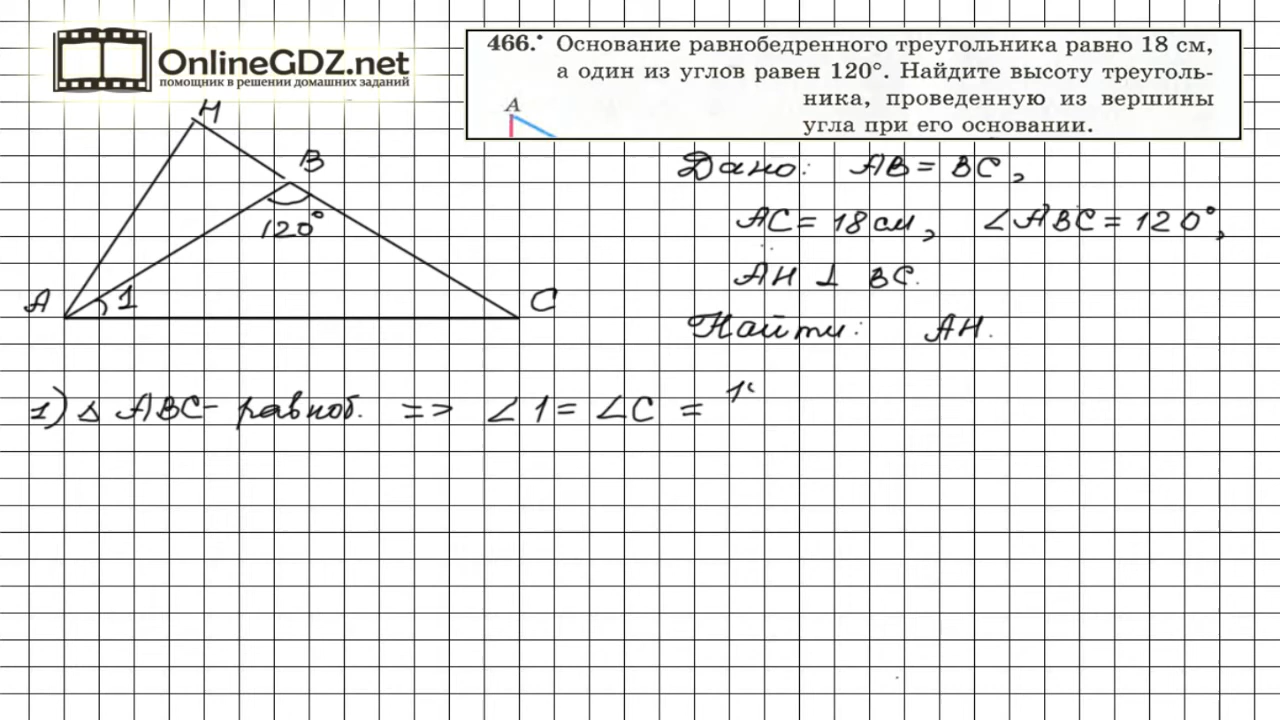 OnlineGDZ.net
помощник в решении домашних заданий
466.• Основание равнобедренного треугольника равно 18 см,
а один из углов равен 120°. Найдите высоту треуголь-
ника, проведенную из вершины
угла при его основании.
A
H
B
120°
A
1
C
Дано: AB = BC,
AC = 18 см, ∠ABC = 120°,
AH ⊥ BC.
Найти: AH.
1) Δ ABC - равноб. => ∠1 = ∠C =